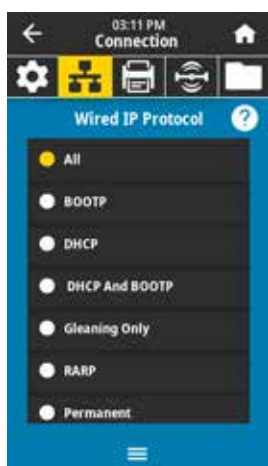 03:11 PM
Connection
Wired IP Protocol
?
All
BOOTP
DHCP
DHCP And BOOTP
Gleaning Only
RARP
Permanent